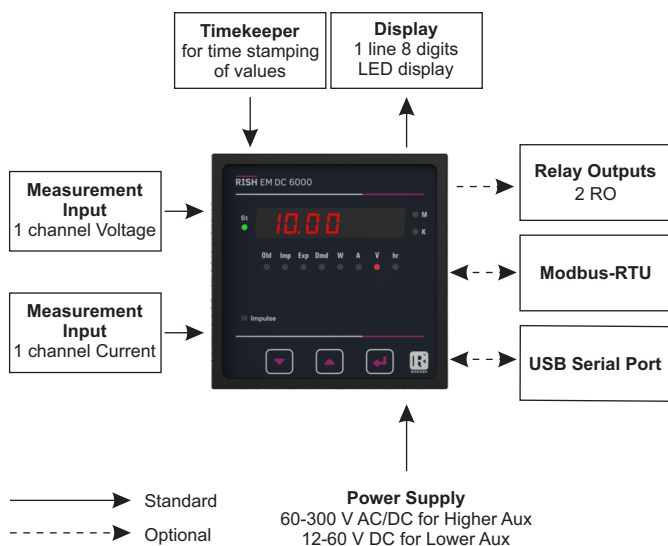 Timekeeper
for time stamping
of values
Display
1 line 8 digits
LED display
Measurement
Input
1 channel Voltage
Measurement
Input
1 channel Current
RISH EM DC 6000
St
10.00
M
K
Old Imp Exp Dmd W A V hr
Impulse
Relay Outputs
2 RO
Modbus-RTU
USB Serial Port
Standard
Optional
Power Supply
60-300 V AC/DC for Higher Aux
12-60 V DC for Lower Aux